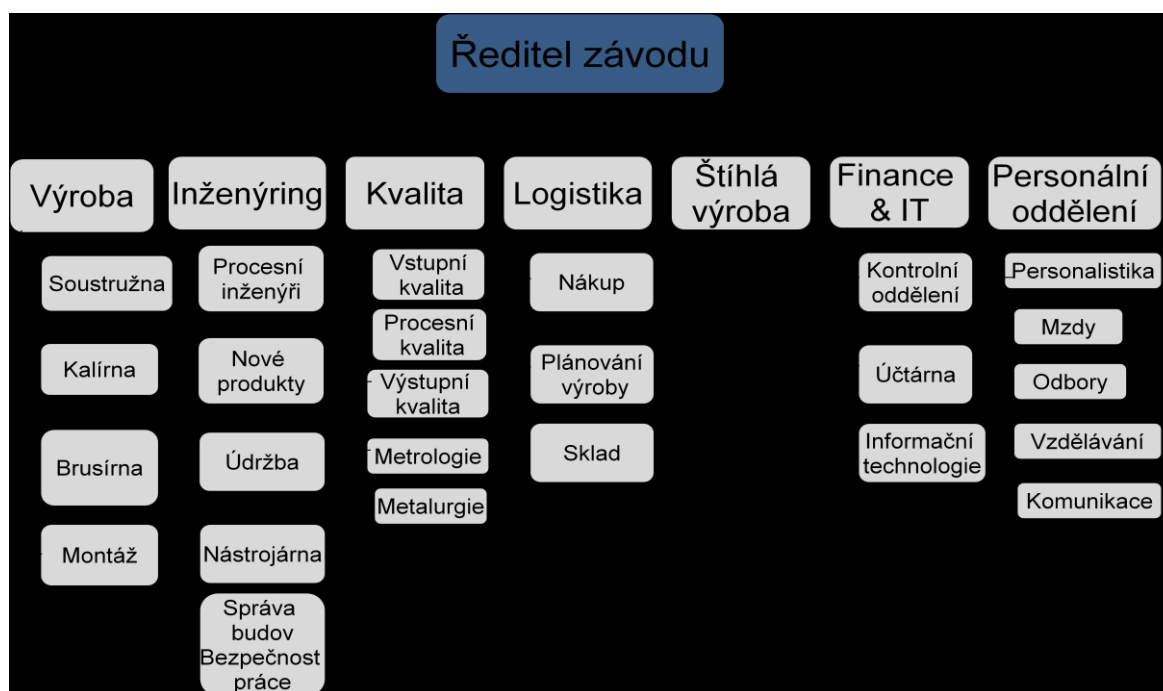 Ředitel závodu
Výroba
Inženýring
Kvalita
Logistika
Štíhlá
výroba
Finance
& IT
Personální
oddělení
Soustružna
Kalírna
Brusírna
Montáž
Procesní
inženýři
Nové
produkty
Údržba
Nástrojárna
Správa
budov
Bezpečnost
práce
Vstupní
kvalita
Procesní
kvalita
Výstupní
kvalita
Metrologie
Metalurgie
Nákup
Plánování
výroby
Sklad
Kontrolní
oddělení
Účtárna
Informační
technologie
Personalistika
Mzdy
Odbory
Vzdělávání
Komunikace